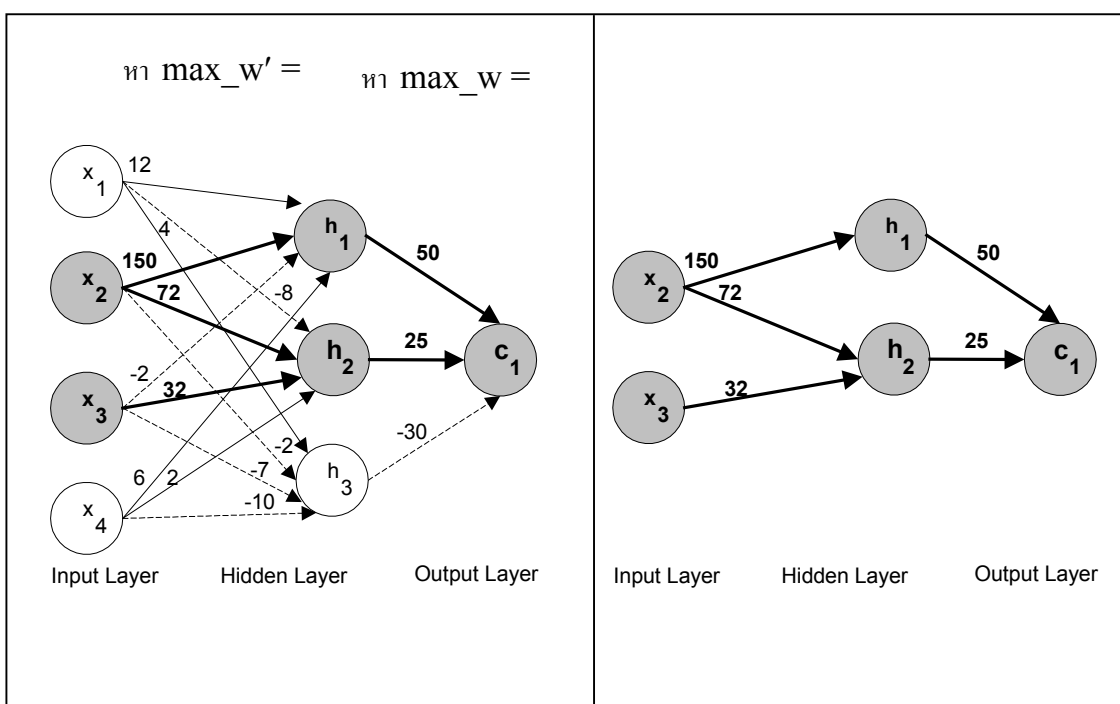 หา max_w′ = หา max_w =
x1
12
4
h1
50
150
x2
72
-8
h2
25
c1
-2
x3
32
-30
-2
-7
h3
6
2
-10
x4
Input Layer Hidden Layer Output Layer
h1
50
150
x2
72
h2
25
c1
x3
32
Input Layer Hidden Layer Output Layer